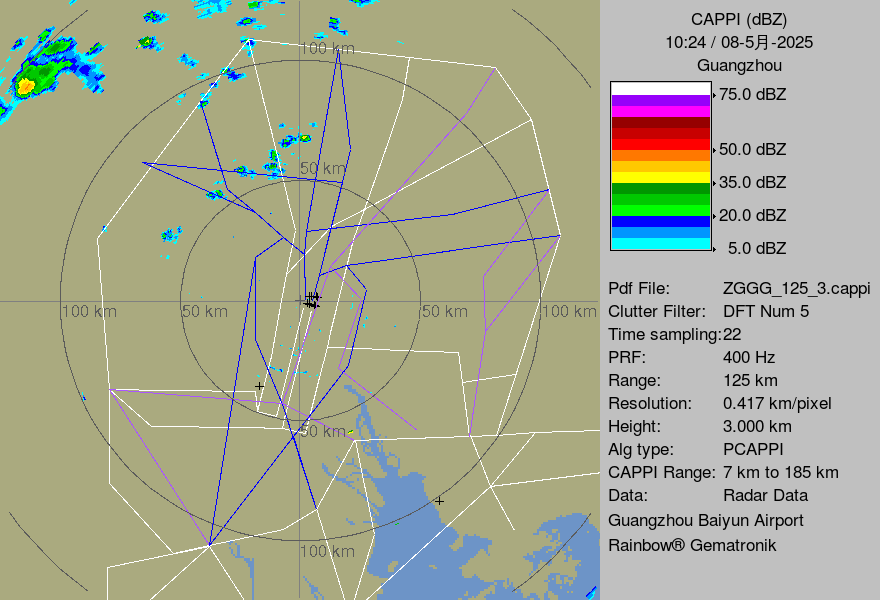 CAPPI (dBZ)
10:24 / 08-5月-2025
Guangzhou
75.0 dBZ
50.0 dBZ
35.0 dBZ
20.0 dBZ
5.0 dBZ
Pdf File: ZGGG_125_3.cappi
Clutter Filter: DFT Num 5
Time sampling:22
PRF: 400 Hz
Range: 125 km
Resolution: 0.417 km/pixel
Height: 3.000 km
Alg type: PCAPPI
CAPPI Range: 7 km to 185 km
Data: Radar Data
Guangzhou Baiyun Airport
Rainbow® Gematronik
100 km
50 km
100 km
50 km
50 km
100 km
50 km
100 km